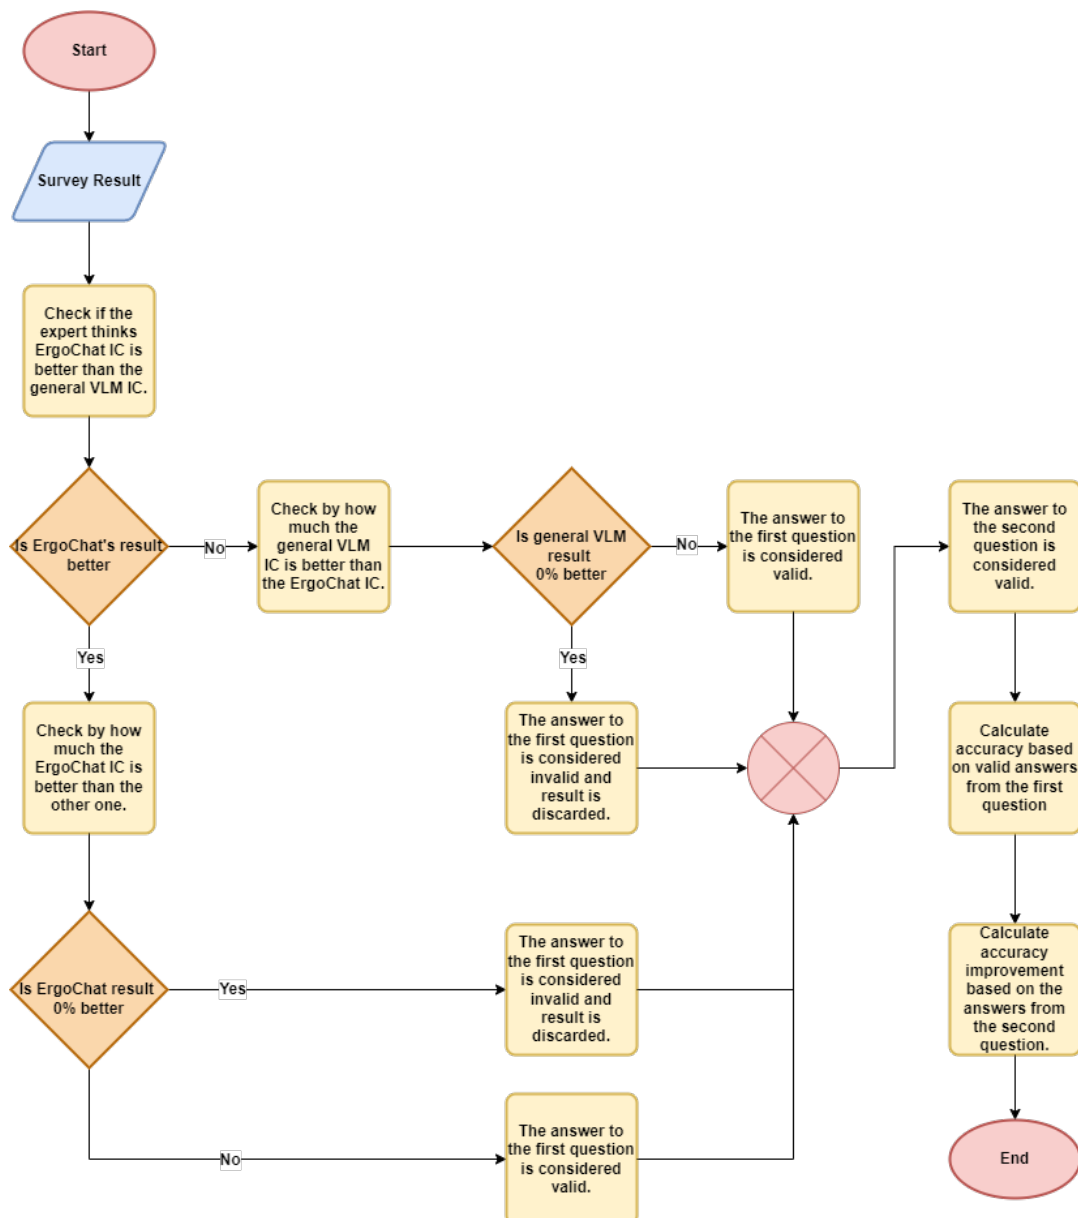 Start
Survey Result
Check if the
expert thinks
ErgoChat IC is
better than the
general VLM IC.
Is ErgoChat's result
better
No
Check by how
much the
general VLM
IC is better than
the ErgoChat IC.
Is general VLM
result
0% better
No
The answer to
the first question
is considered
valid.
The answer to
the second
question is
considered
valid.
Yes
Yes
Check by how
much the
ErgoChat IC is
better than the
other one.
The answer to
the first question
is considered
invalid and
result is
discarded.
Calculate
accuracy based
on valid answers
from the first
question
Is ErgoChat result
0% better
Yes
The answer to
the first question
is considered
invalid and
result is
discarded.
Calculate
accuracy
improvement
based on the
answers from
the second
question.
No
The answer to
the first question
is considered
valid.
End